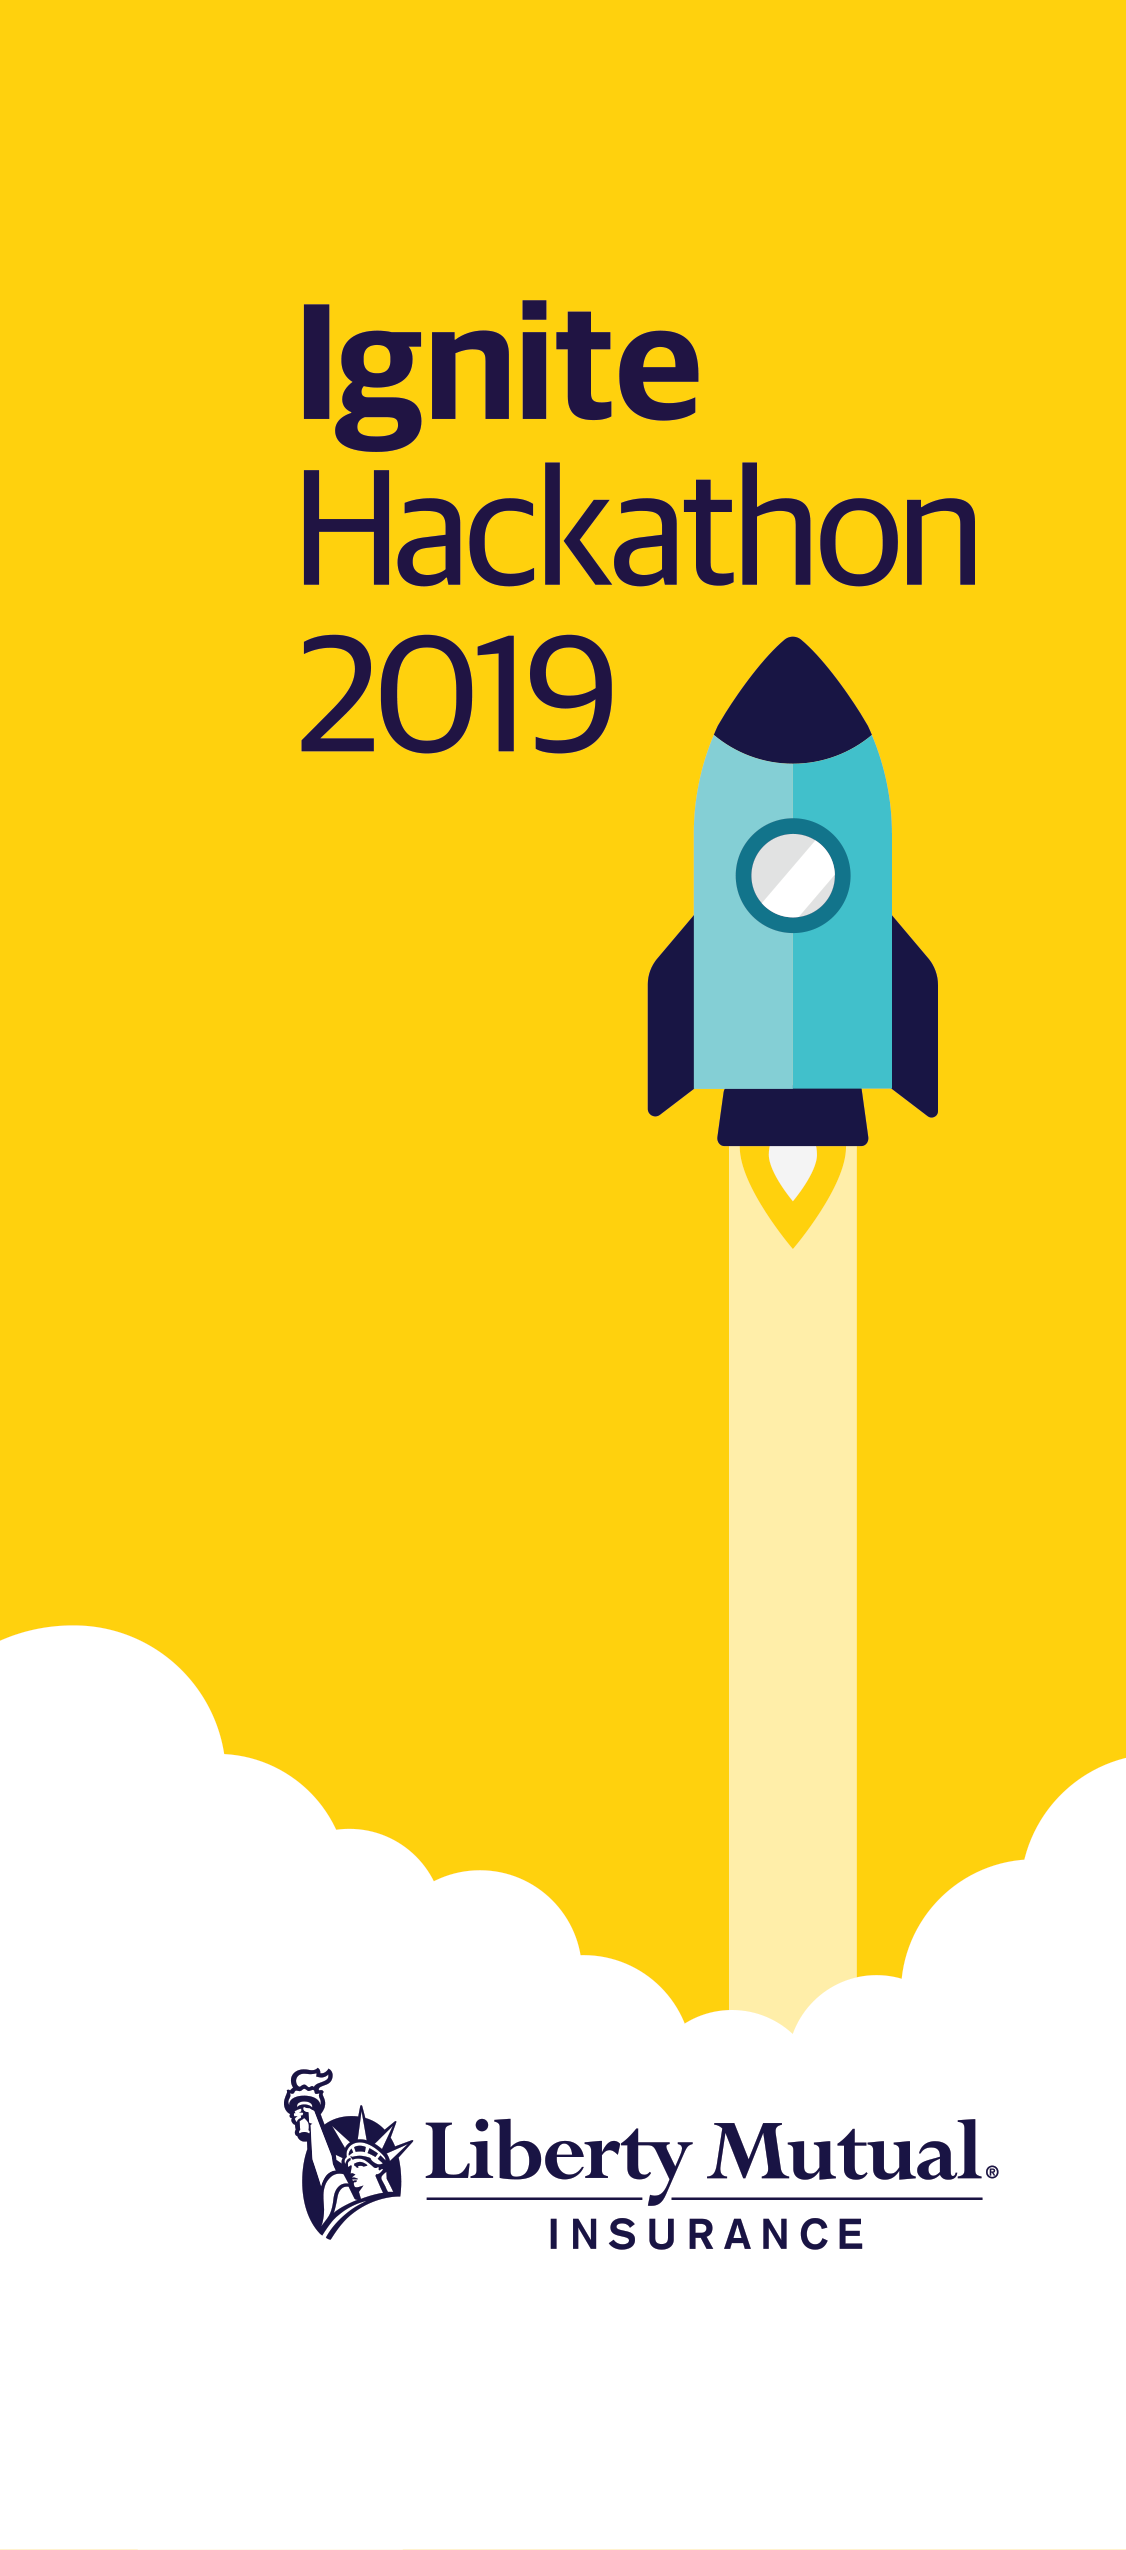 Ignite
Hackathon
2019
Liberty Mutual®
INSURANCE